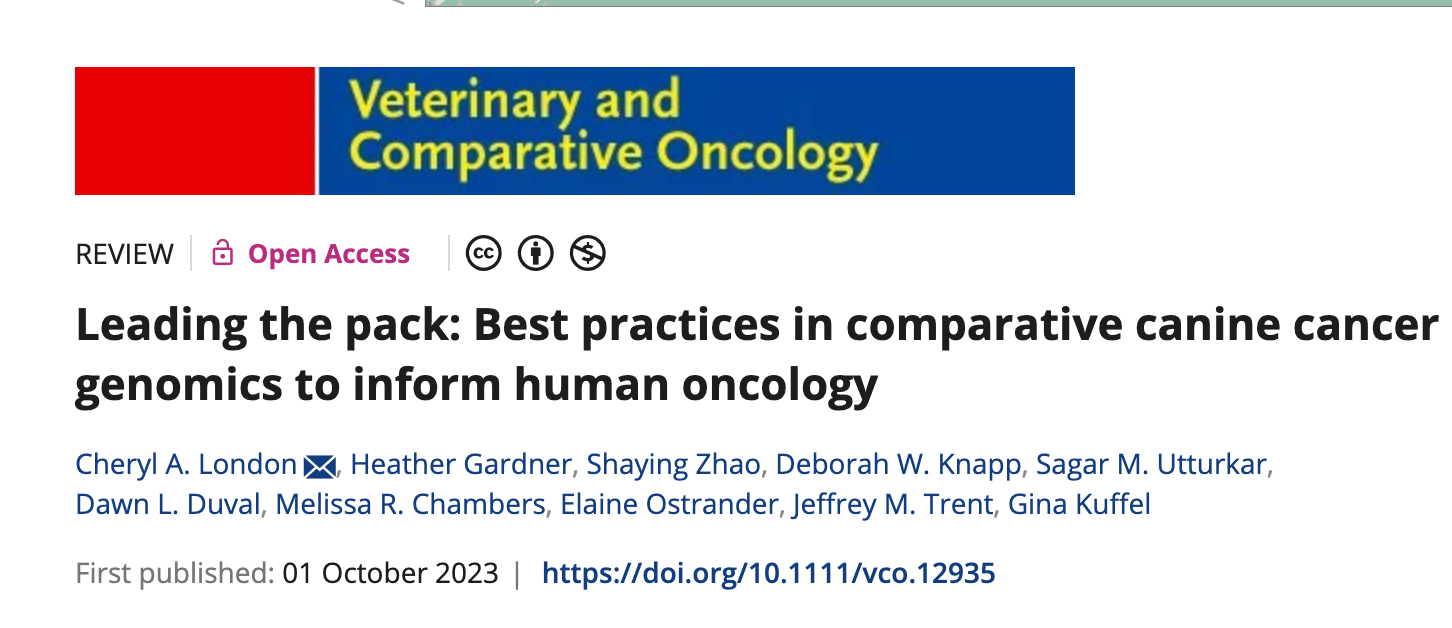 Veterinary and
Comparative Oncology
REVIEW Open Access cc
Leading the pack: Best practices in comparative canine cancer
genomics to inform human oncology
Cheryl A. London, Heather Gardner, Shaying Zhao, Deborah W. Knapp, Sagar M. Utturkar,
Dawn L. Duval, Melissa R. Chambers, Elaine Ostrander, Jeffrey M. Trent, Gina Kuffel
First published: 01 October 2023 | https://doi.org/10.1111/vco.12935